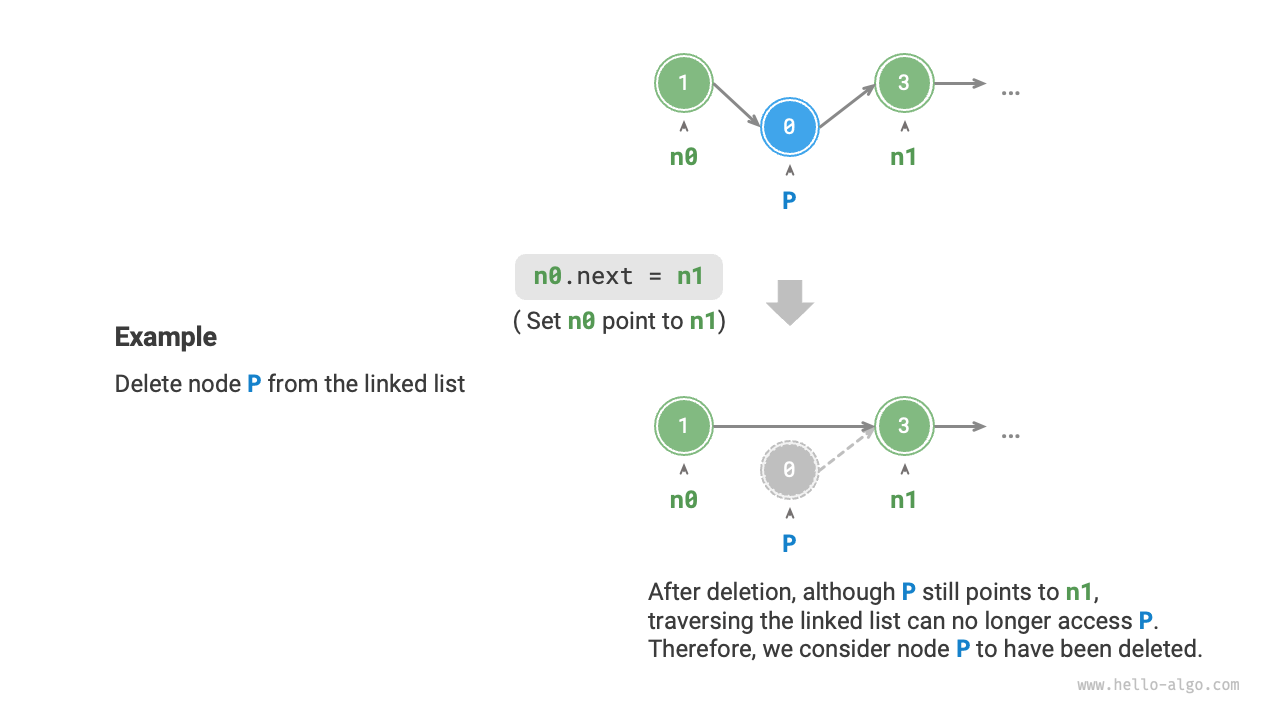 1
3
...
0
n0
n1
P
n0.next = n1
( Set n0 point to n1)
Example
Delete node P from the linked list
1
3
...
0
n0
n1
P
After deletion, although P still points to n1,
traversing the linked list can no longer access P.
Therefore, we consider node P to have been deleted.
www.hello-algo.com